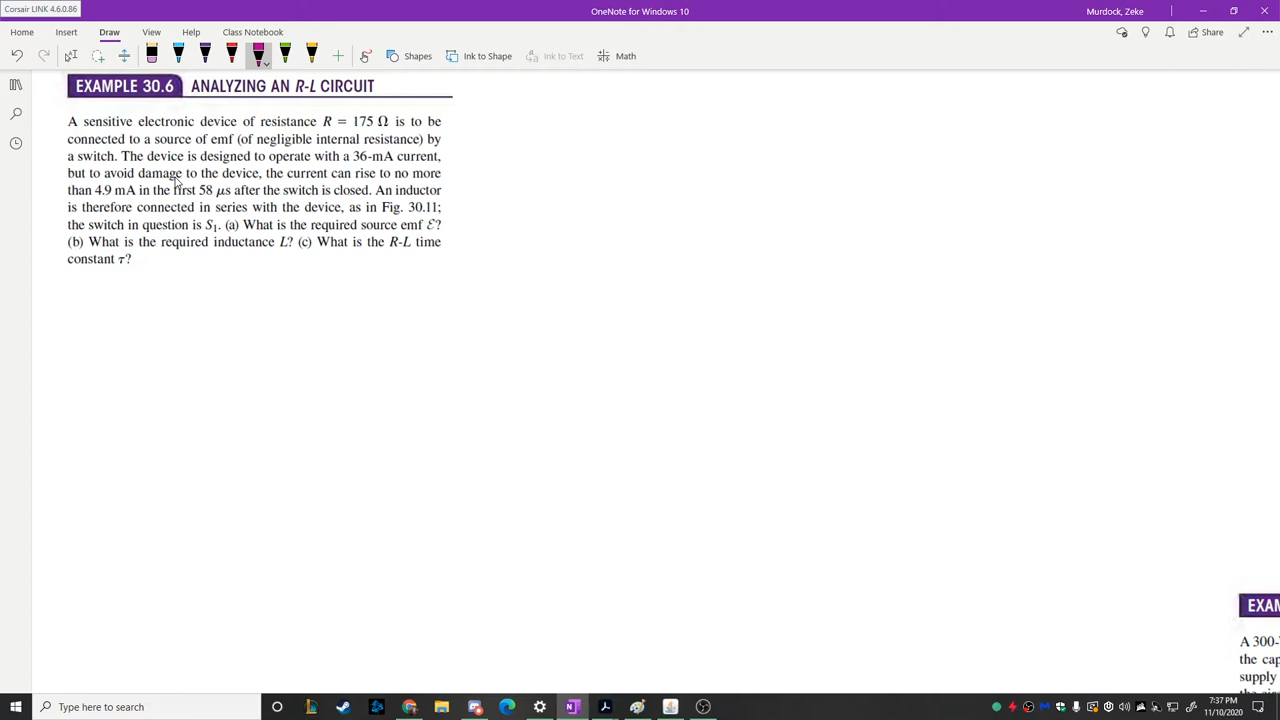 Corsair LINK 4.6.0.86
OneNote for Windows 10
Murdock, Zeke
Home Insert Draw View Class Notebook
Share
Shapes Ink to Shape Ink to Text Math
EXAMPLE 30.6 ANALYZING AN R-L CIRCUIT
A sensitive electronic device of resistance R = 175 Ω is to be
connected to a source of emf (of negligible internal resistance) by
a switch. The device is designed to operate with a 36-mA current,
but to avoid damage to the device, the current can rise to no more
than 4.9 mA in the first 58 μs after the switch is closed. An inductor
is therefore connected in series with the device, as in Fig. 30.11;
the switch in question is S₁. (a) What is the required source emf ℰ?
(b) What is the required inductance L? (c) What is the R-L time
constant τ?
EXAM
A 300-
the cap
supply
Type here to search
7:37 PM
11/10/2020